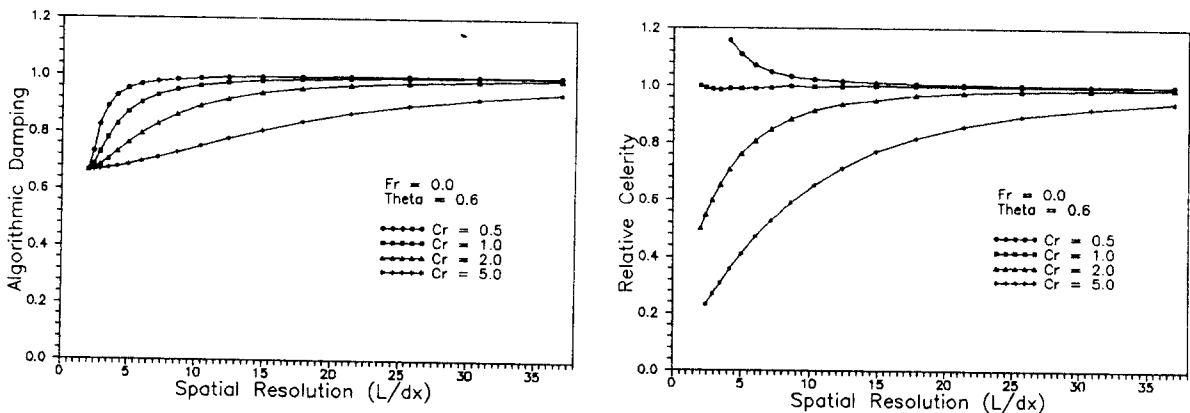 1.2
1.0
0.8
0.6
0.4
0.2
0.0
Algorithmic Damping
0 5 10 15 20 25 30 35
Spatial Resolution (L/dx)
Fr = 0.0
Theta = 0.6
Cr = 0.5
Cr = 1.0
Cr = 2.0
Cr = 5.0
1.2
1.0
0.8
0.6
0.4
0.2
0.0
Relative Celerity
0 5 10 15 20 25 30 35
Spatial Resolution (L/dx)
Fr = 0.0
Theta = 0.6
Cr = 0.5
Cr = 1.0
Cr = 2.0
Cr = 5.0